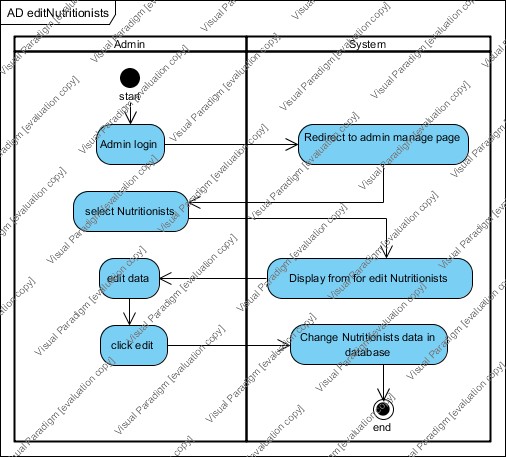 AD editNutritionists
Admin
System
start
Admin login
Redirect to admin manage page
select Nutritionists
edit data
Display from for edit Nutritionists
click edit
Change Nutritionists data in
database
end
Visual Paradigm [evaluation copy]